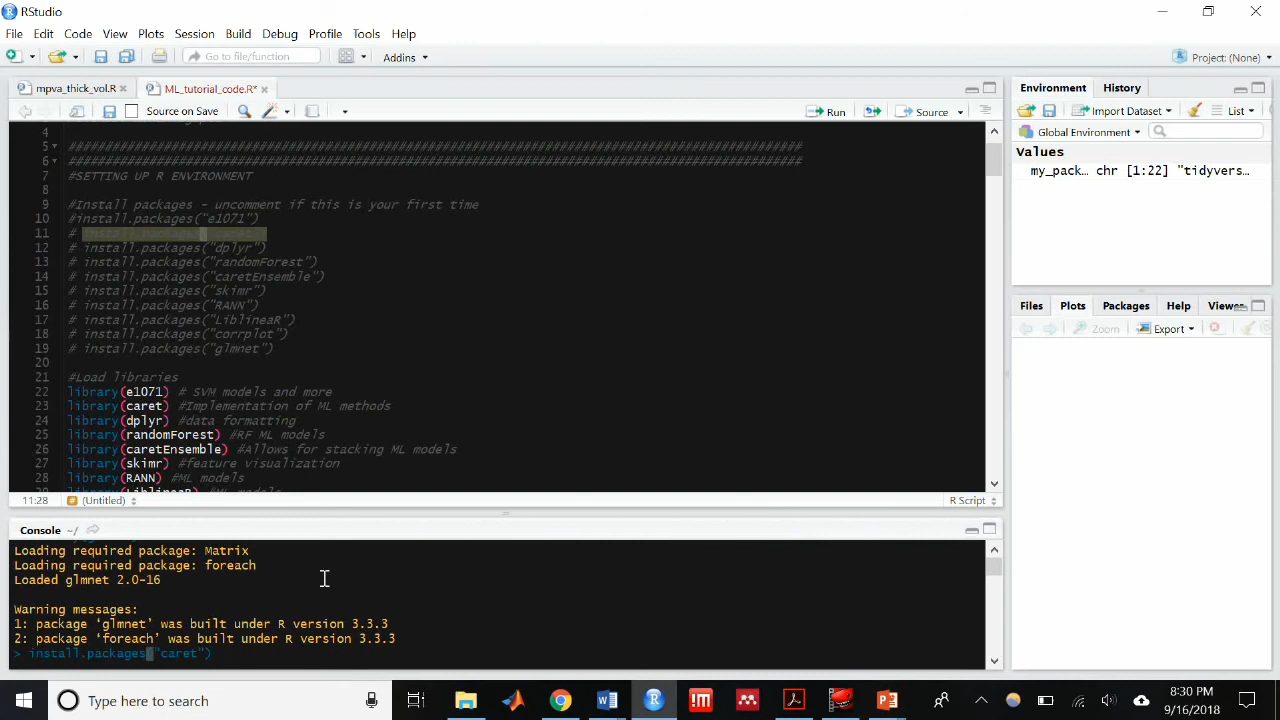 RStudio
File Edit Code View Plots Session Build Debug Profile Tools Help
Go to file/function Addins Project: (None)
mpva_thick_vol.R ML_tutorial_code.R*
Source on Save Run Source
4
5 ####################################################################################################
6 ####################################################################################################
7 #SETTING UP R ENVIRONMENT
8
9 #Install packages - uncomment if this is your first time
10 #install.packages("e1071")
11 # install.packages("caret")
12 # install.packages("dplyr")
13 # install.packages("randomForest")
14 # install.packages("caretEnsemble")
15 # install.packages("skimr")
16 # install.packages("RANN")
17 # install.packages("LiblineaR")
18 # install.packages("corrplot")
19 # install.packages("glmnet")
20
21 #Load libraries
22 library(e1071) # SVM models and more
23 library(caret) #Implementation of ML methods
24 library(dplyr) #data formatting
25 library(randomForest) #RF ML models
26 library(caretEnsemble) #Allows for stacking ML models
27 library(skimr) #feature visualization
28 library(RANN) #ML models
11:28 (Untitled) R Script
Console ~/
Loading required package: Matrix
Loading required package: foreach
Loaded glmnet 2.0-16
Warning messages:
1: package ‘glmnet’ was built under R version 3.3.3
2: package ‘foreach’ was built under R version 3.3.3
> install.packages("caret")
Environment History
Import Dataset List
Global Environment
Values
my_pack… chr [1:22] "tidyvers…
Files Plots Packages Help Viewer
Zoom Export
Type here to search
8:30 PM
9/16/2018